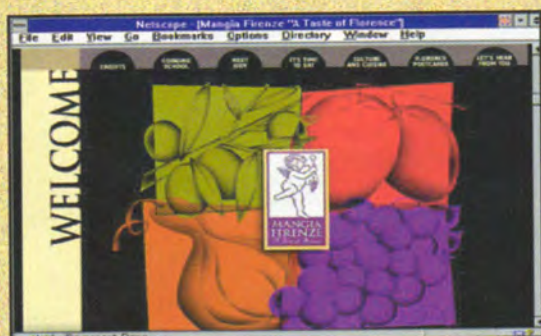 Netscape - [Mangia Firenze "A Taste of Florence"]
File Edit View Go Bookmarks Options Directory Window Help
CREDITS
COOKING
SCHOOL
MEET
JUDY
IT'S TIME
TO EAT
CULTURE
AND CUISINE
FLORENCE
POSTCARDS
LET'S HEAR
FROM YOU
WELCOME
MANGIA
FIRENZE